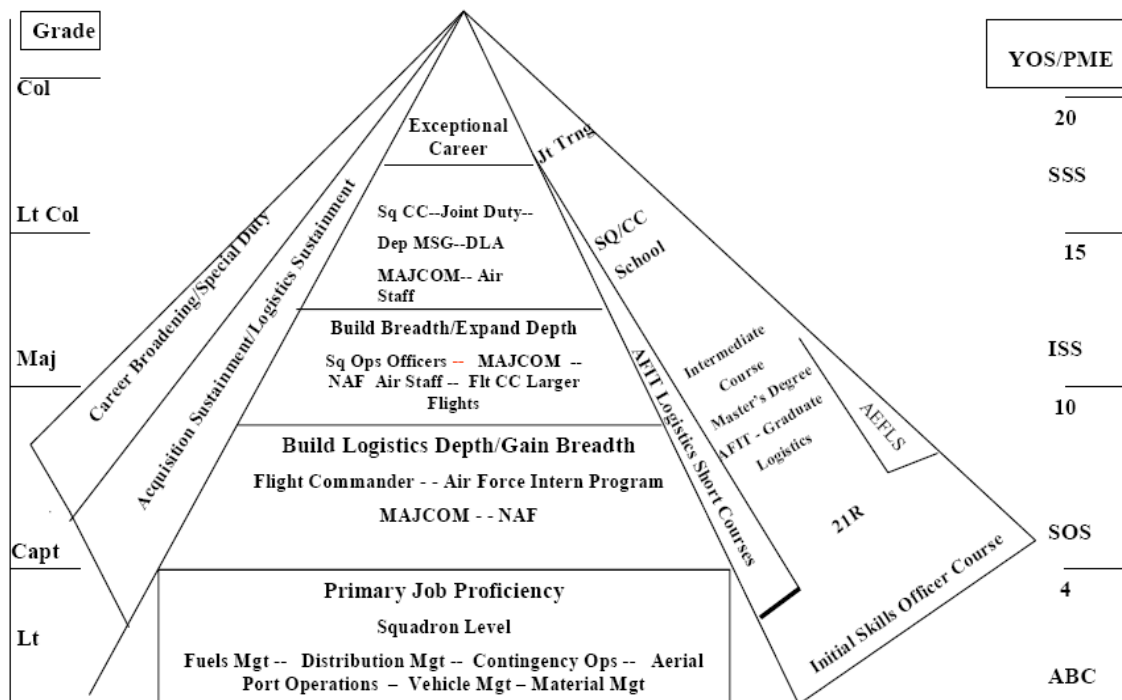 Grade
Col
Lt Col
Maj
Capt
Lt
Career Broadening/Special Duty
Acquisition Sustainment/Logistics Sustainment
Exceptional
Career
Sq CC--Joint Duty--
Dep MSG--DLA
MAJCOM-- Air
Staff
Build Breadth/Expand Depth
Sq Ops Officers -- MAJCOM --
NAF Air Staff -- Flt CC Larger
Flights
Build Logistics Depth/Gain Breadth
Flight Commander - - Air Force Intern Program
MAJCOM - - NAF
Primary Job Proficiency
Squadron Level
Fuels Mgt -- Distribution Mgt -- Contingency Ops -- Aerial
Port Operations – Vehicle Mgt – Material Mgt
Jt Trng
SQ/CC
School
AFIT Logistics Short Courses
Intermediate
Course
Master's Degree
AFIT - Graduate
Logistics
AEFLS
21R
Initial Skills Officer Course
YOS/PME
20
SSS
15
ISS
10
SOS
4
ABC